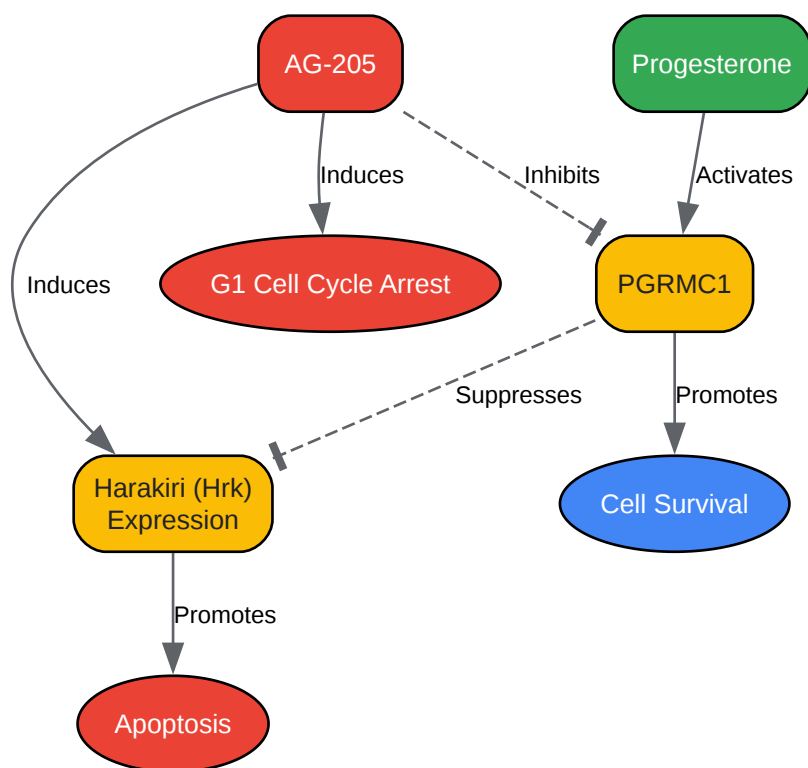 AG-205
Progesterone
Induces
Inhibits
Activates
Induces
G1 Cell Cycle Arrest
PGRMC1
Suppresses
Promotes
Harakiri (Hrk)
Expression
Cell Survival
Promotes
Apoptosis